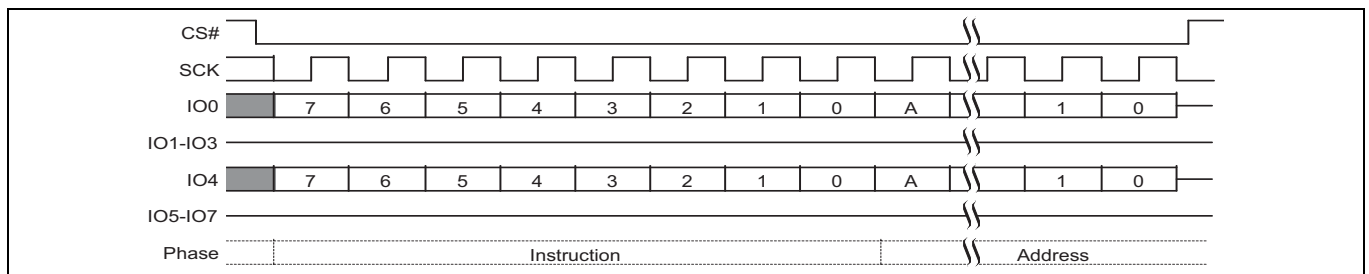 CS#
SCK
IO0 7 6 5 4 3 2 1 0 A 1 0
IO1-IO3
IO4 7 6 5 4 3 2 1 0 A 1 0
IO5-IO7
Phase Instruction Address